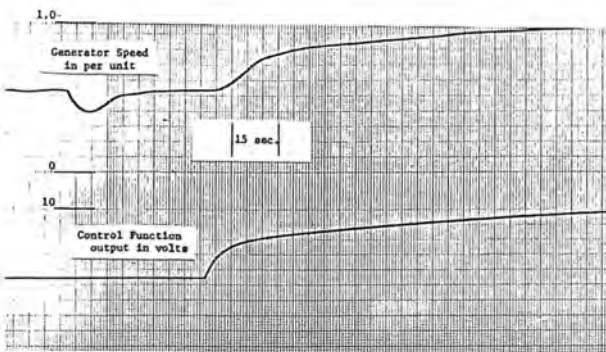 1.0
Generator Speed
in per unit
15 sec.
0
10
Control Function
output in volts